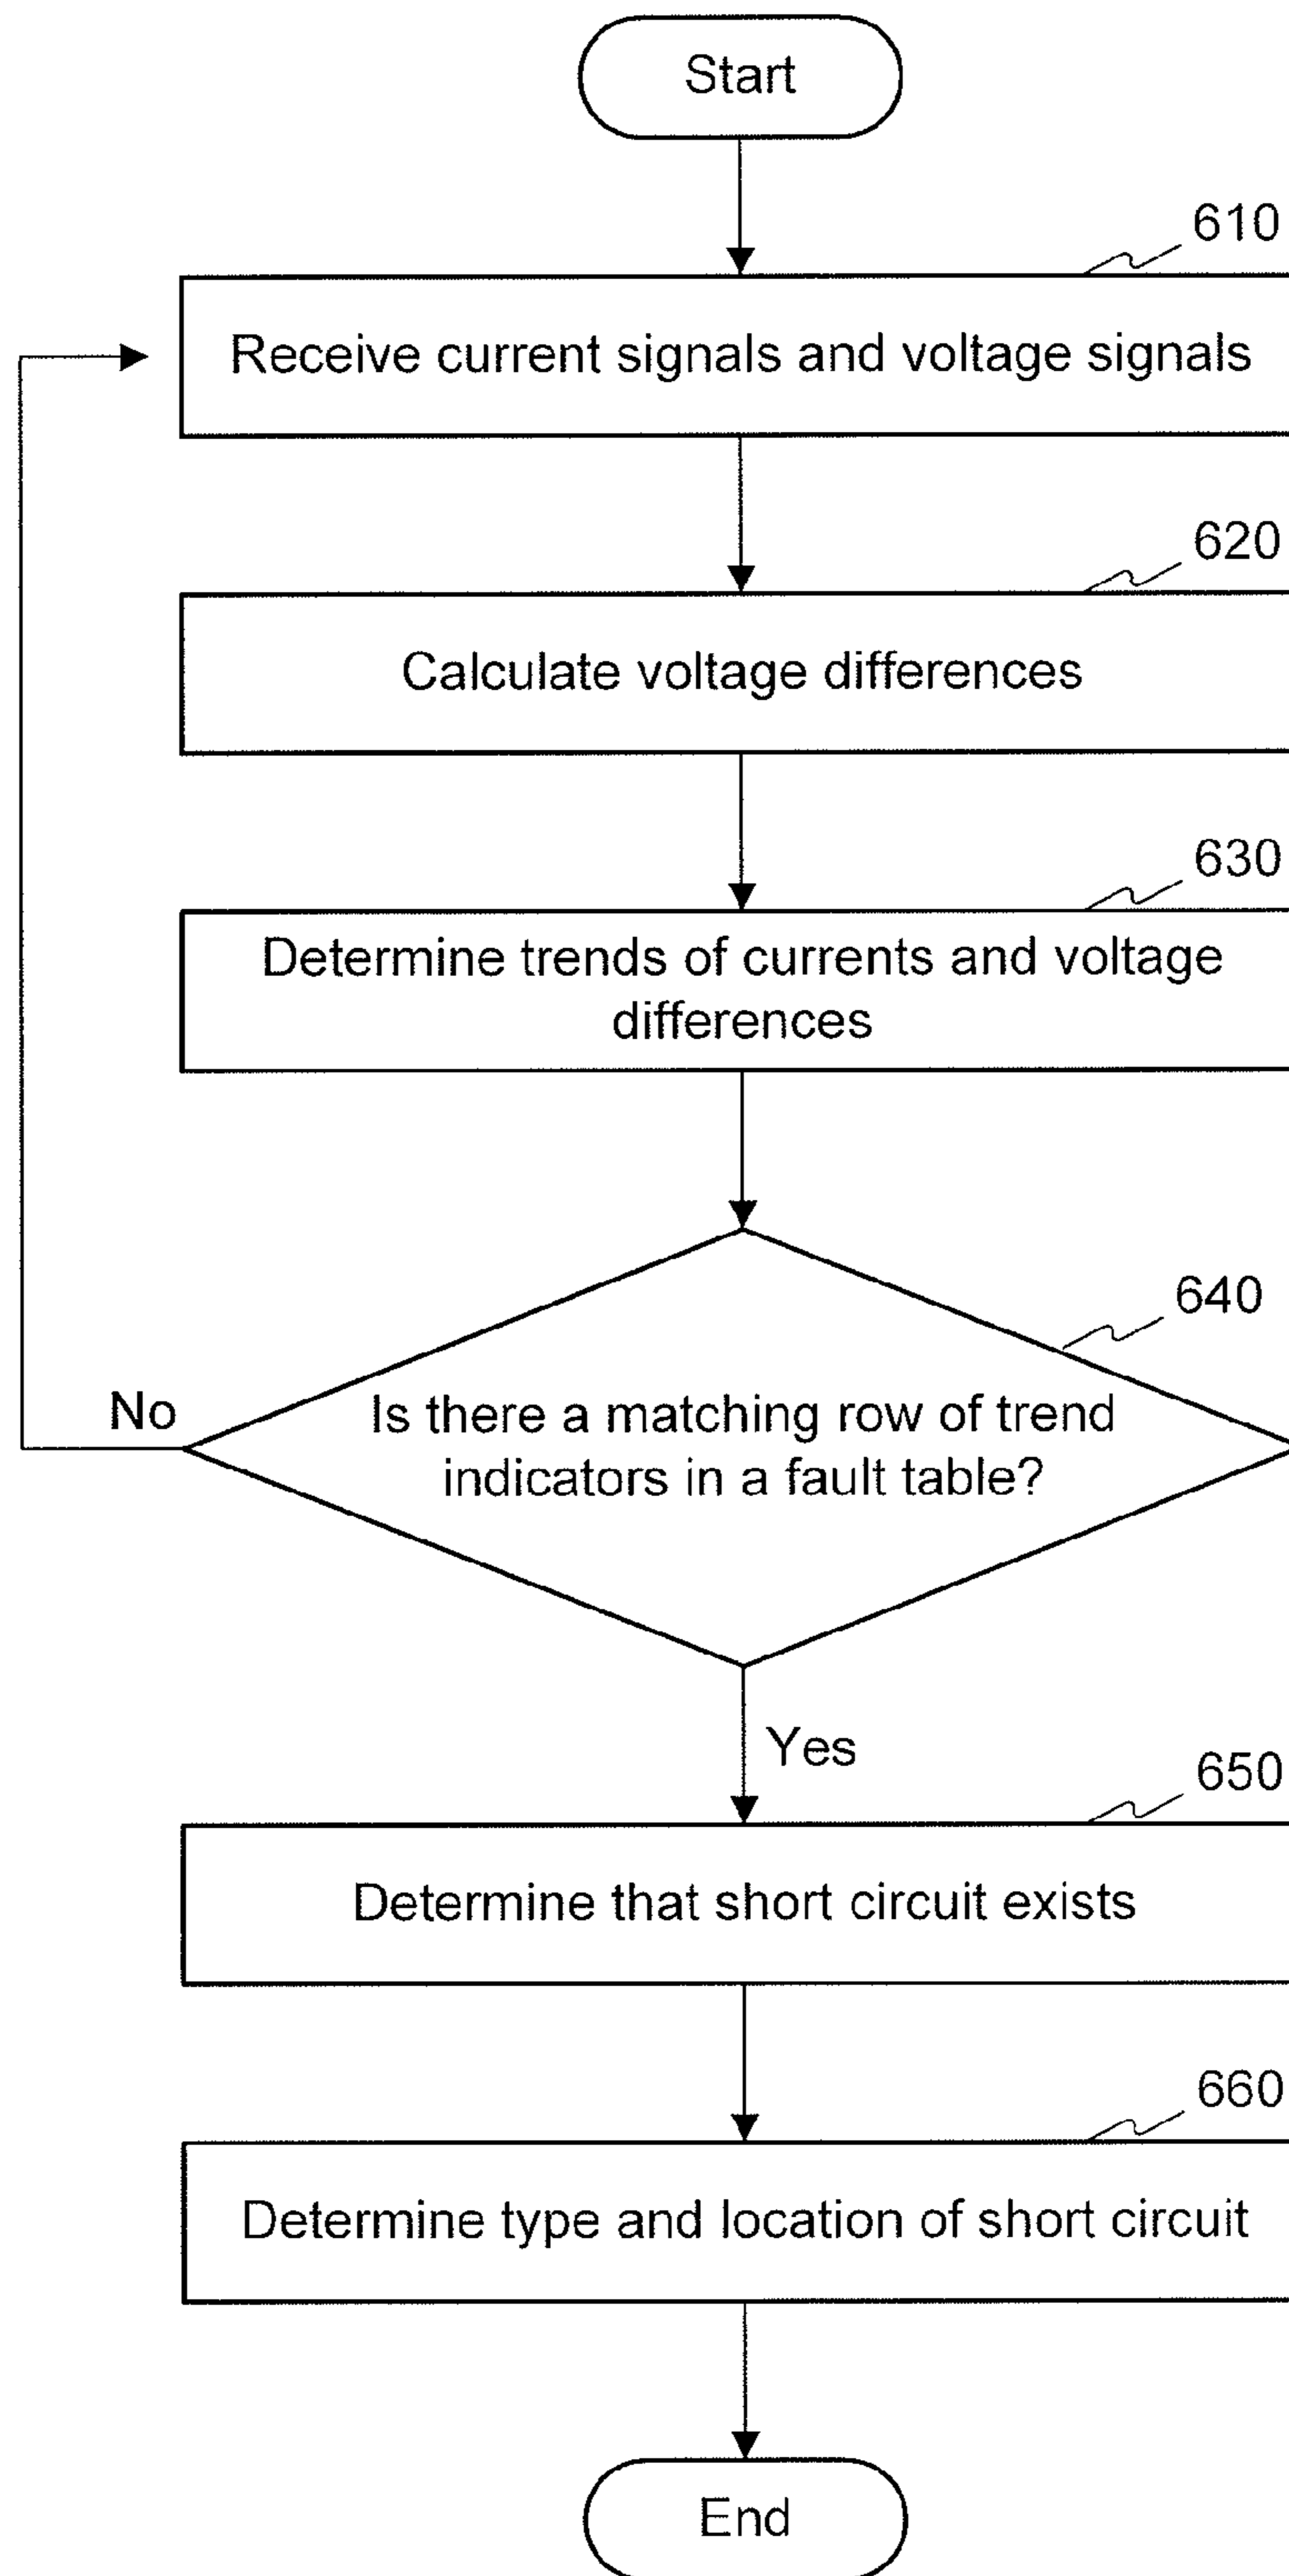 Start
610
Receive current signals and voltage signals
620
Calculate voltage differences
630
Determine trends of currents and voltage
differences
640
No
Is there a matching row of trend
indicators in a fault table?
Yes
650
Determine that short circuit exists
660
Determine type and location of short circuit
End